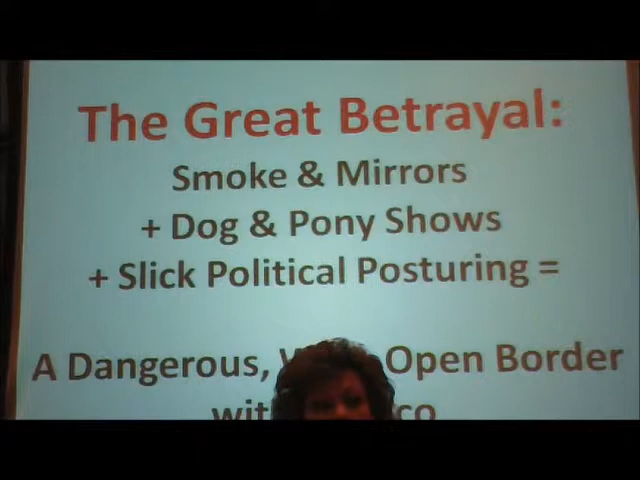 The Great Betrayal:
Smoke & Mirrors
+ Dog & Pony Shows
+ Slick Political Posturing =
A Dangerous, Open Border